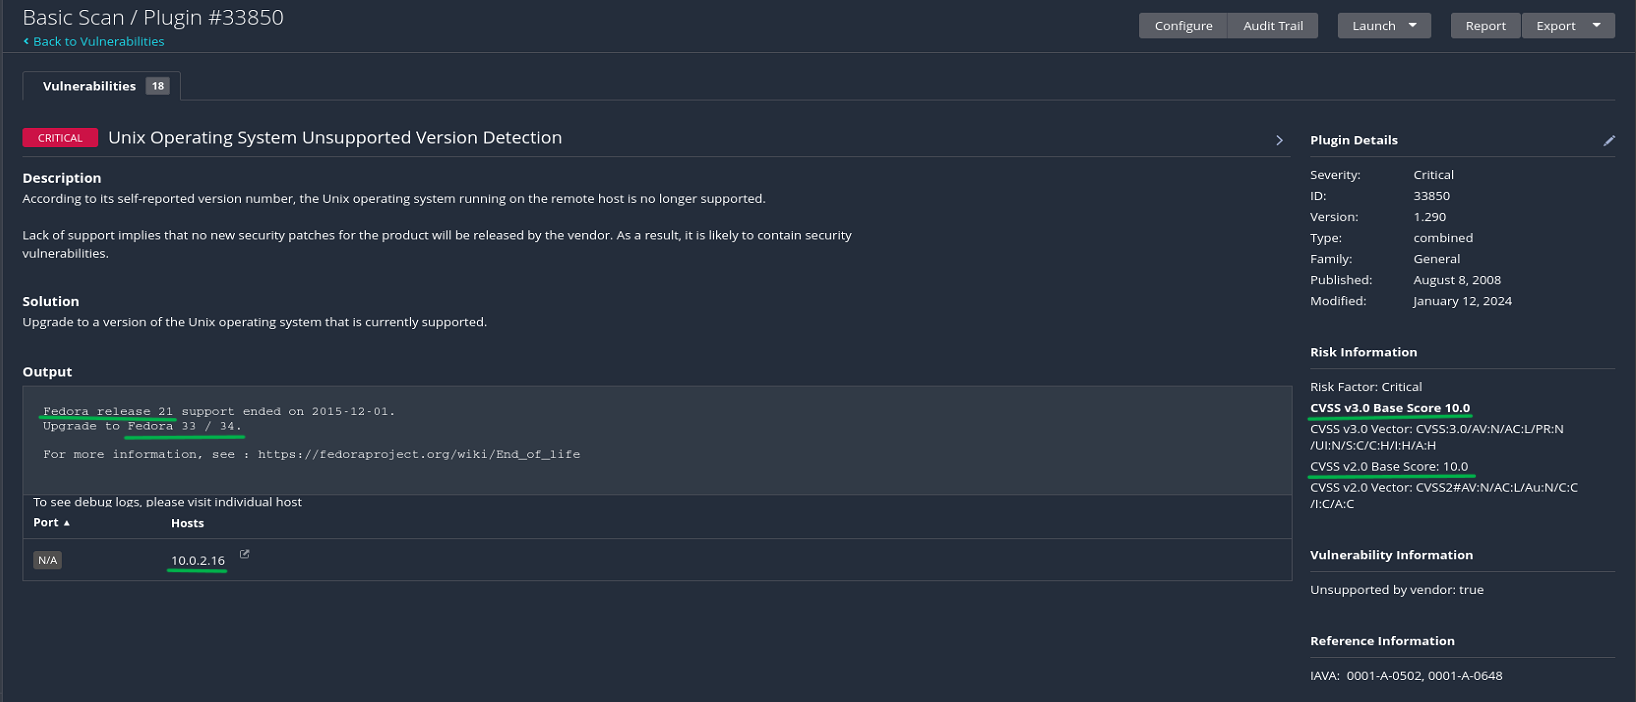 Basic Scan / Plugin #33850
Back to Vulnerabilities
Configure
Audit Trail
Launch
Report
Export
Vulnerabilities 18
CRITICAL Unix Operating System Unsupported Version Detection
Description
According to its self-reported version number, the Unix operating system running on the remote host is no longer supported.
Lack of support implies that no new security patches for the product will be released by the vendor. As a result, it is likely to contain security
vulnerabilities.
Solution
Upgrade to a version of the Unix operating system that is currently supported.
Output
Fedora release 21 support ended on 2015-12-01.
Upgrade to Fedora 33 / 34.
For more information, see : https://fedoraproject.org/wiki/End_of_life
To see debug logs, please visit individual host
Port Hosts
N/A 10.0.2.16
Plugin Details
Severity: Critical
ID: 33850
Version: 1.290
Type: combined
Family: General
Published: August 8, 2008
Modified: January 12, 2024
Risk Information
Risk Factor: Critical
CVSS v3.0 Base Score 10.0
CVSS v3.0 Vector: CVSS:3.0/AV:N/AC:L/PR:N
/UI:N/S:C/C:H/I:H/A:H
CVSS v2.0 Base Score: 10.0
CVSS v2.0 Vector: CVSS2#AV:N/AC:L/Au:N/C:C
/I:C/A:C
Vulnerability Information
Unsupported by vendor: true
Reference Information
IAVA: 0001-A-0502, 0001-A-0648